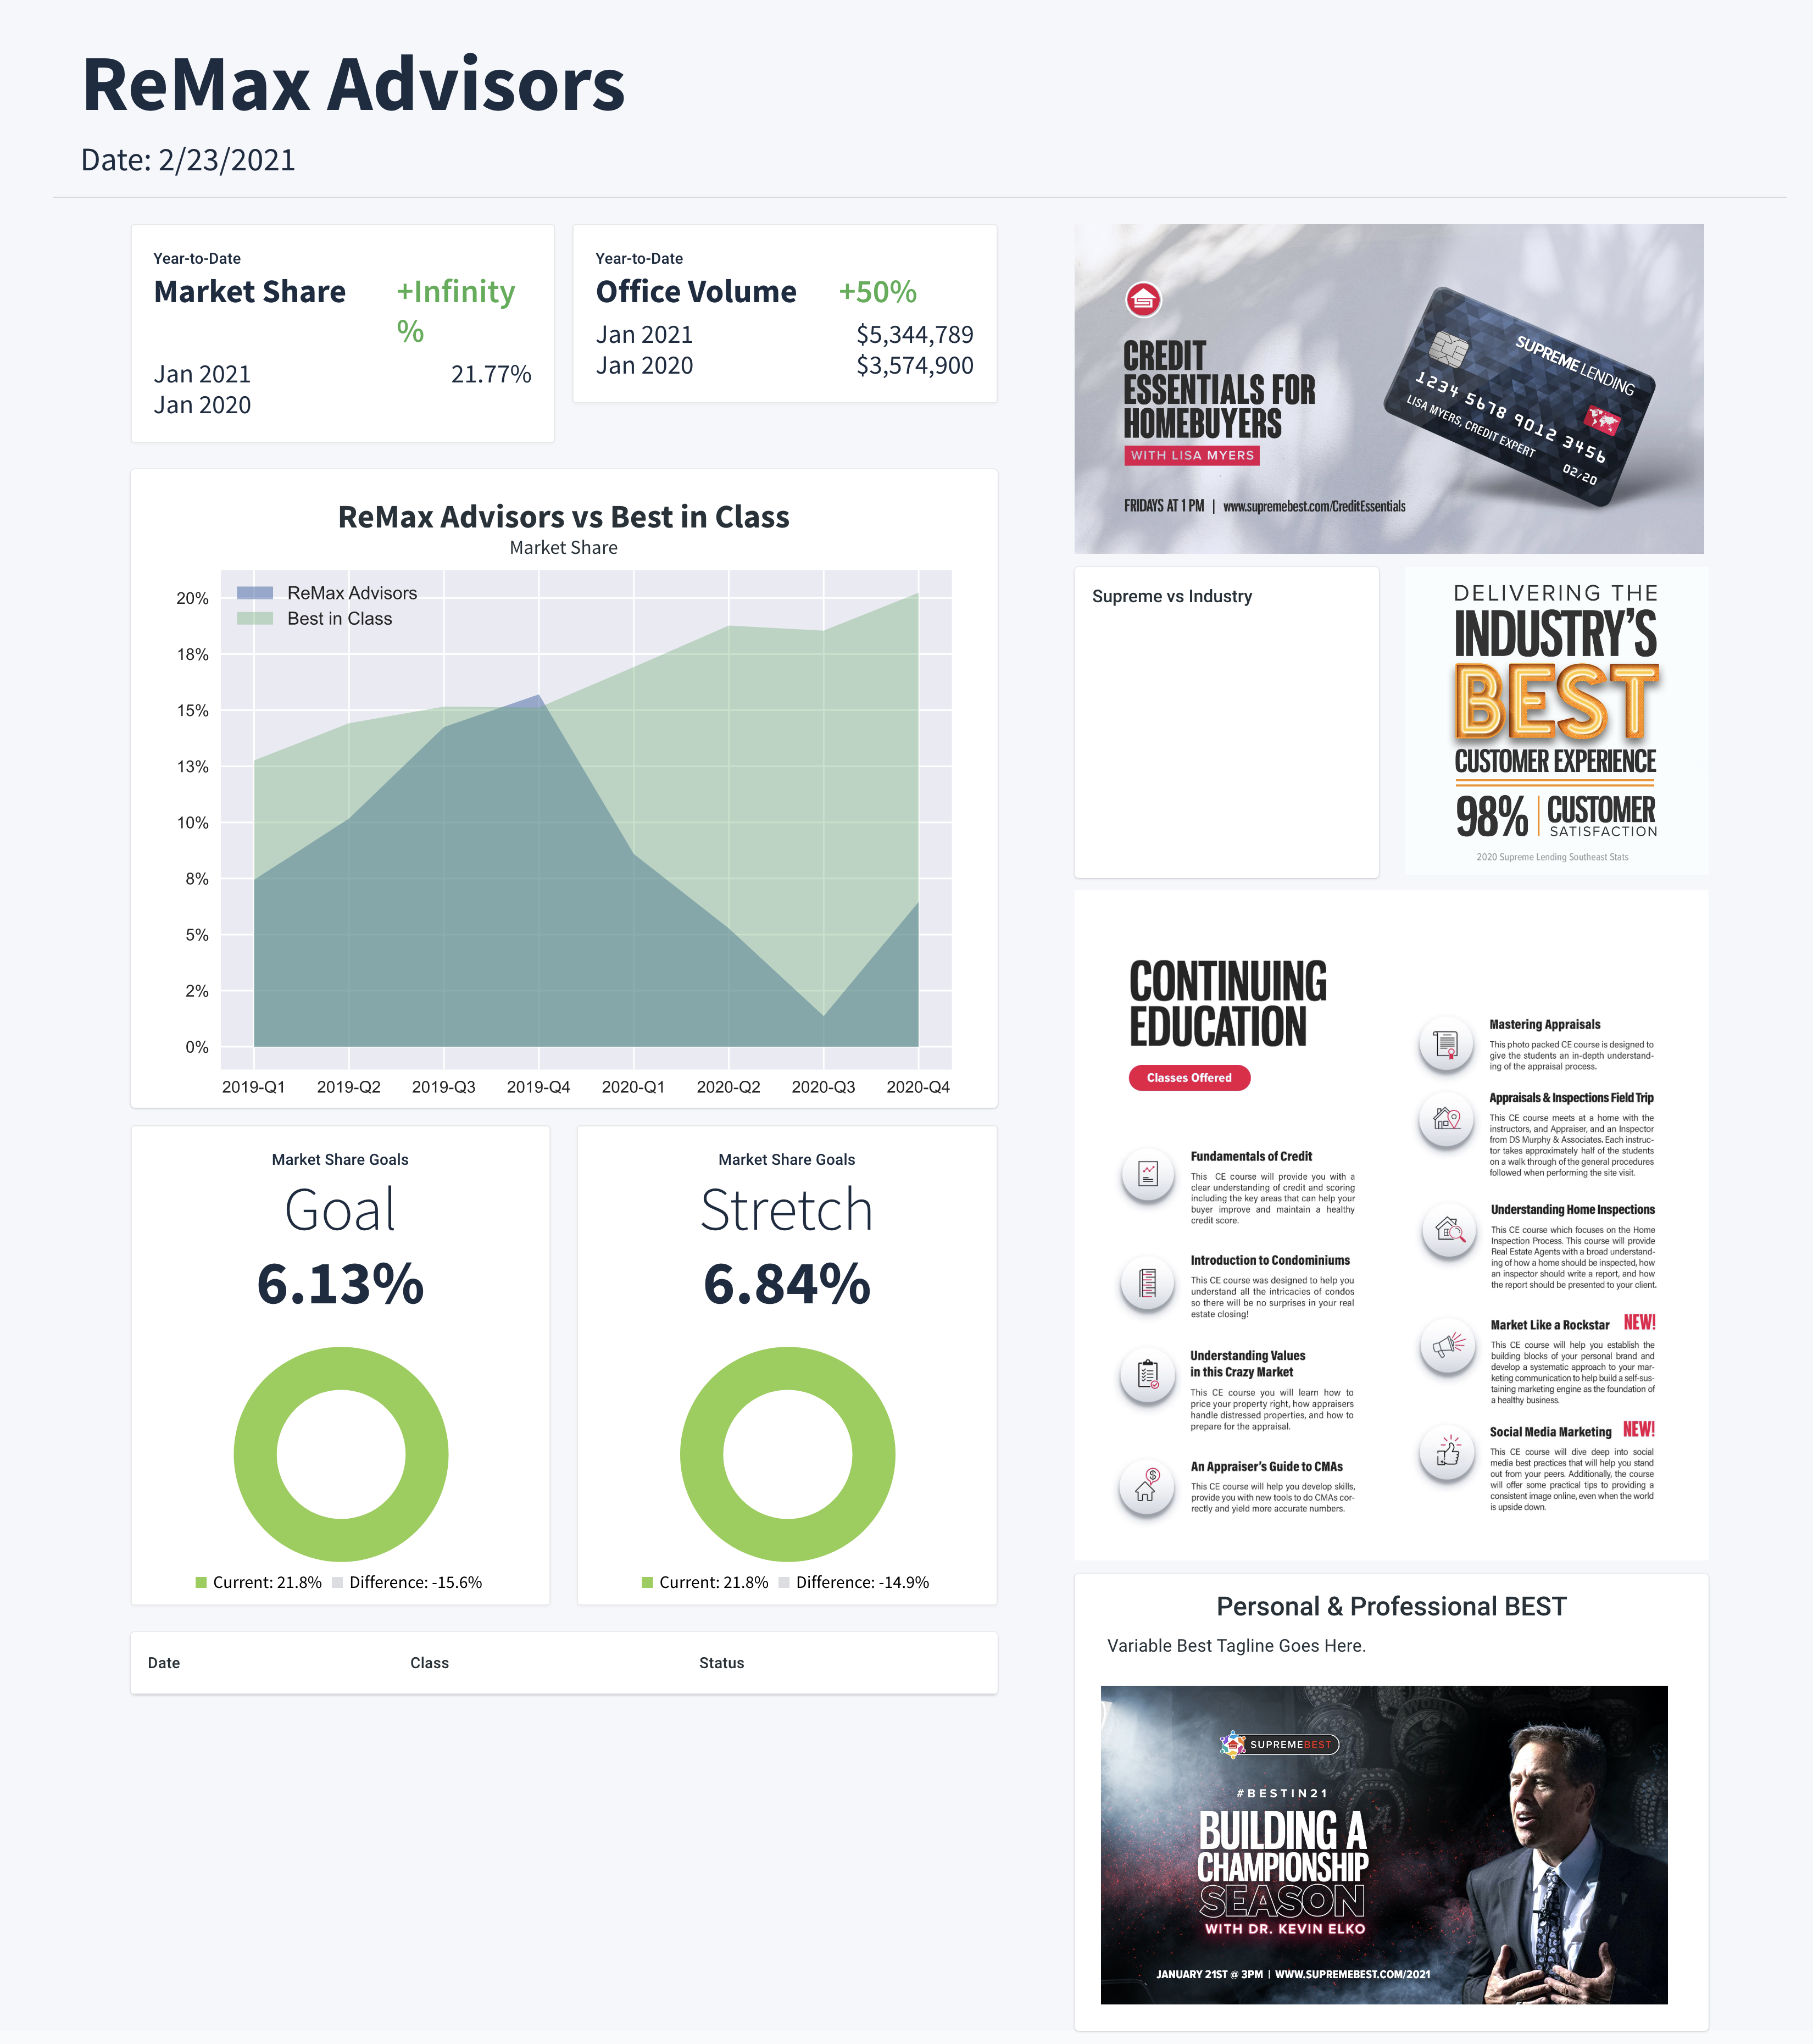 ReMax Advisors
Date: 2/23/2021
Year-to-Date
Market Share +Infinity
%
Jan 2021 21.77%
Jan 2020
Year-to-Date
Office Volume +50%
Jan 2021 $5,344,789
Jan 2020 $3,574,900
ReMax Advisors vs Best in Class
Market Share
ReMax Advisors
Best in Class
20%
18%
15%
13%
10%
8%
5%
2%
0%
2019-Q1 2019-Q2 2019-Q3 2019-Q4 2020-Q1 2020-Q2 2020-Q3 2020-Q4
Market Share Goals
Goal
6.13%
Current: 21.8% Difference: -15.6%
Market Share Goals
Stretch
6.84%
Current: 21.8% Difference: -14.9%
Date Class Status
CREDIT
ESSENTIALS FOR
HOMEBUYERS
WITH LISA MYERS
FRIDAYS AT 1 PM | www.supremebest.com/CreditEssentials
SUPREME LENDING
1234 5678 9012 3456
LISA MYERS, CREDIT EXPERT
02/20
Supreme vs Industry
DELIVERING THE
INDUSTRY'S
BEST
CUSTOMER EXPERIENCE
98% CUSTOMER
SATISFACTION
2020 Supreme Lending Southeast Stats
CONTINUING
EDUCATION
Classes Offered
Fundamentals of Credit
This CE course will provide you with a
clear understanding of credit and scoring
including the key areas that can help your
buyer improve and maintain a healthy
credit score.
Introduction to Condominiums
This CE course was designed to help you
understand all the intricacies of condos
so there will be no surprises in your real
estate closing!
Understanding Values
in this Crazy Market
This CE course you will learn how to
price your property right, how appraisers
handle distressed properties, and how to
prepare for the appraisal.
An Appraiser's Guide to CMAs
This CE course will help you develop skills,
provide you with new tools to do CMAs cor-
rectly and yield more accurate numbers.
Mastering Appraisals
This photo packed CE course is designed to
give the students an in-depth understand-
ing of the appraisal process.
Appraisals & Inspections Field Trip
This CE course meets at a home with the
instructors, and Appraiser, and an Inspector
from DS Murphy & Associates. Each instruc-
tor takes approximately half of the students
on a walk through of the general procedures
followed when performing the site visit.
Understanding Home Inspections
This CE course which focuses on the Home
Inspection Process. This course will provide
Real Estate Agents with a broad understand-
ing of how a home should be inspected, how
an inspector should write a report, and how
the report should be presented to your client.
Market Like a Rockstar NEW!
This CE course will help you establish the
building blocks of your personal brand and
develop a systematic approach to your mar-
keting communication to help build a self-sus-
taining marketing engine as the foundation of
a healthy business.
Social Media Marketing NEW!
This CE course will dive deep into social
media best practices that will help you stand
out from your peers. Additionally, the course
will offer some practical tips to providing a
consistent image online, even when the world
is upside down.
Personal & Professional BEST
Variable Best Tagline Goes Here.
SUPREMEBEST
#BESTIN21
BUILDING A
CHAMPIONSHIP
SEASON
WITH DR. KEVIN ELKO
JANUARY 21ST @ 3PM | WWW.SUPREMEBEST.COM/2021